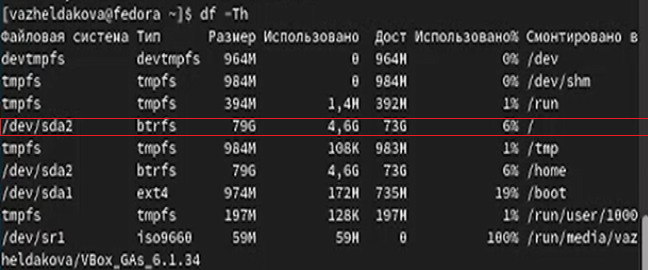 [vazheldakova@fedora ~]$ df -Th
Файловая система Тип Размер Использовано Дост Использовано% Смонтировано в
devtmpfs devtmpfs 964M 0 964M 0% /dev
tmpfs tmpfs 984M 0 984M 0% /dev/shm
tmpfs tmpfs 394M 1,4M 392M 1% /run
/dev/sda2 btrfs 79G 4,6G 73G 6% /
tmpfs tmpfs 984M 108K 983M 1% /tmp
/dev/sda2 btrfs 79G 4,6G 73G 6% /home
/dev/sda1 ext4 974M 172M 735M 19% /boot
tmpfs tmpfs 197M 128K 197M 1% /run/user/1000
/dev/sr1 iso9660 59M 59M 0 100% /run/media/vaz
heldakova/VBox_GAs_6.1.34